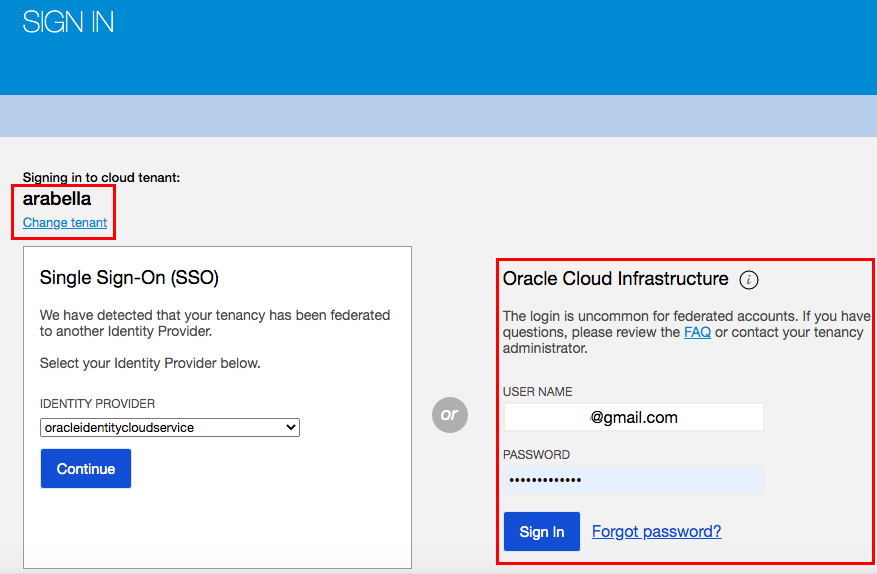 SIGN IN
Signing in to cloud tenant:
arabella
Change tenant
Single Sign-On (SSO)
We have detected that your tenancy has been federated
to another Identity Provider.
Select your Identity Provider below.
IDENTITY PROVIDER
oracleidentitycloudservice
Continue
or
Oracle Cloud Infrastructure i
The login is uncommon for federated accounts. If you have
questions, please review the FAQ or contact your tenancy
administrator.
USER NAME
@gmail.com
PASSWORD
•••••••••••••
Sign In Forgot password?